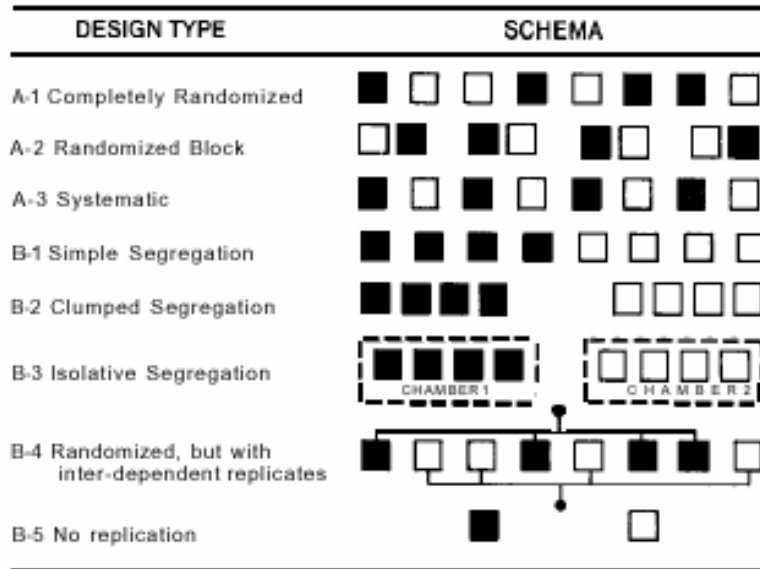 DESIGN TYPE SCHEMA
A-1 Completely Randomized
A-2 Randomized Block
A-3 Systematic
B-1 Simple Segregation
B-2 Clumped Segregation
B-3 Isolative Segregation
CHAMBER 1 CHAMBER 2
B-4 Randomized, but with
inter-dependent replicates
B-5 No replication